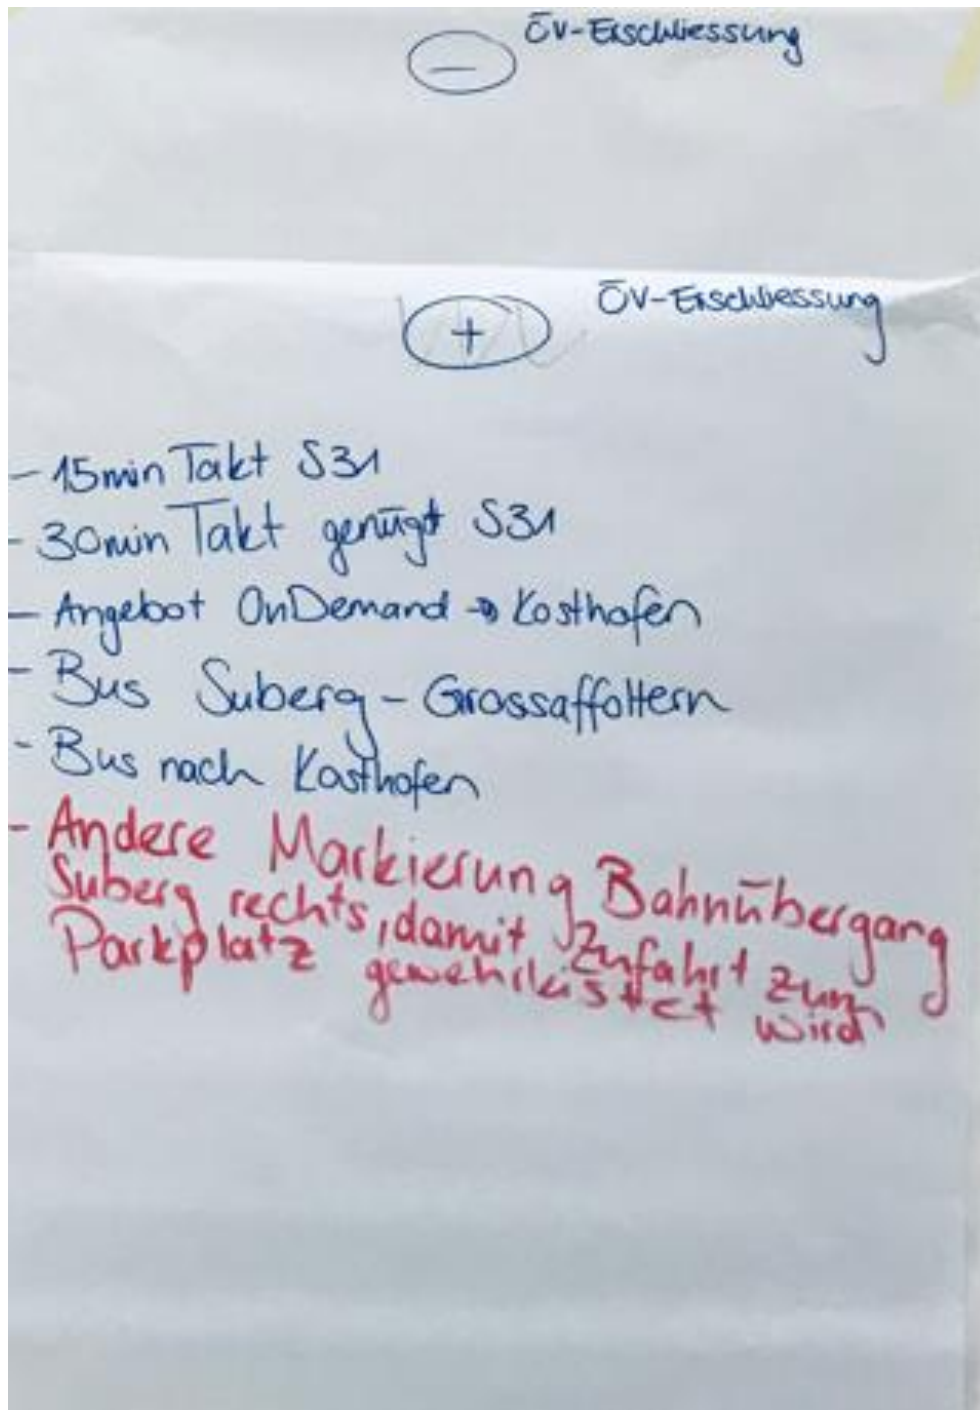 ÖV-Erschliessung
−
ÖV-Erschliessung
+
- 15min Takt S31
- 30min Takt genügt S31
- Angebot OnDemand → Kosthofen
- Bus Suberg - Grossaffoltern
- Bus nach Kosthofen
- Andere Markierung Bahnübergang
Suberg rechts, damit Zufahrt zum
Parkplatz gewehrleistet wird